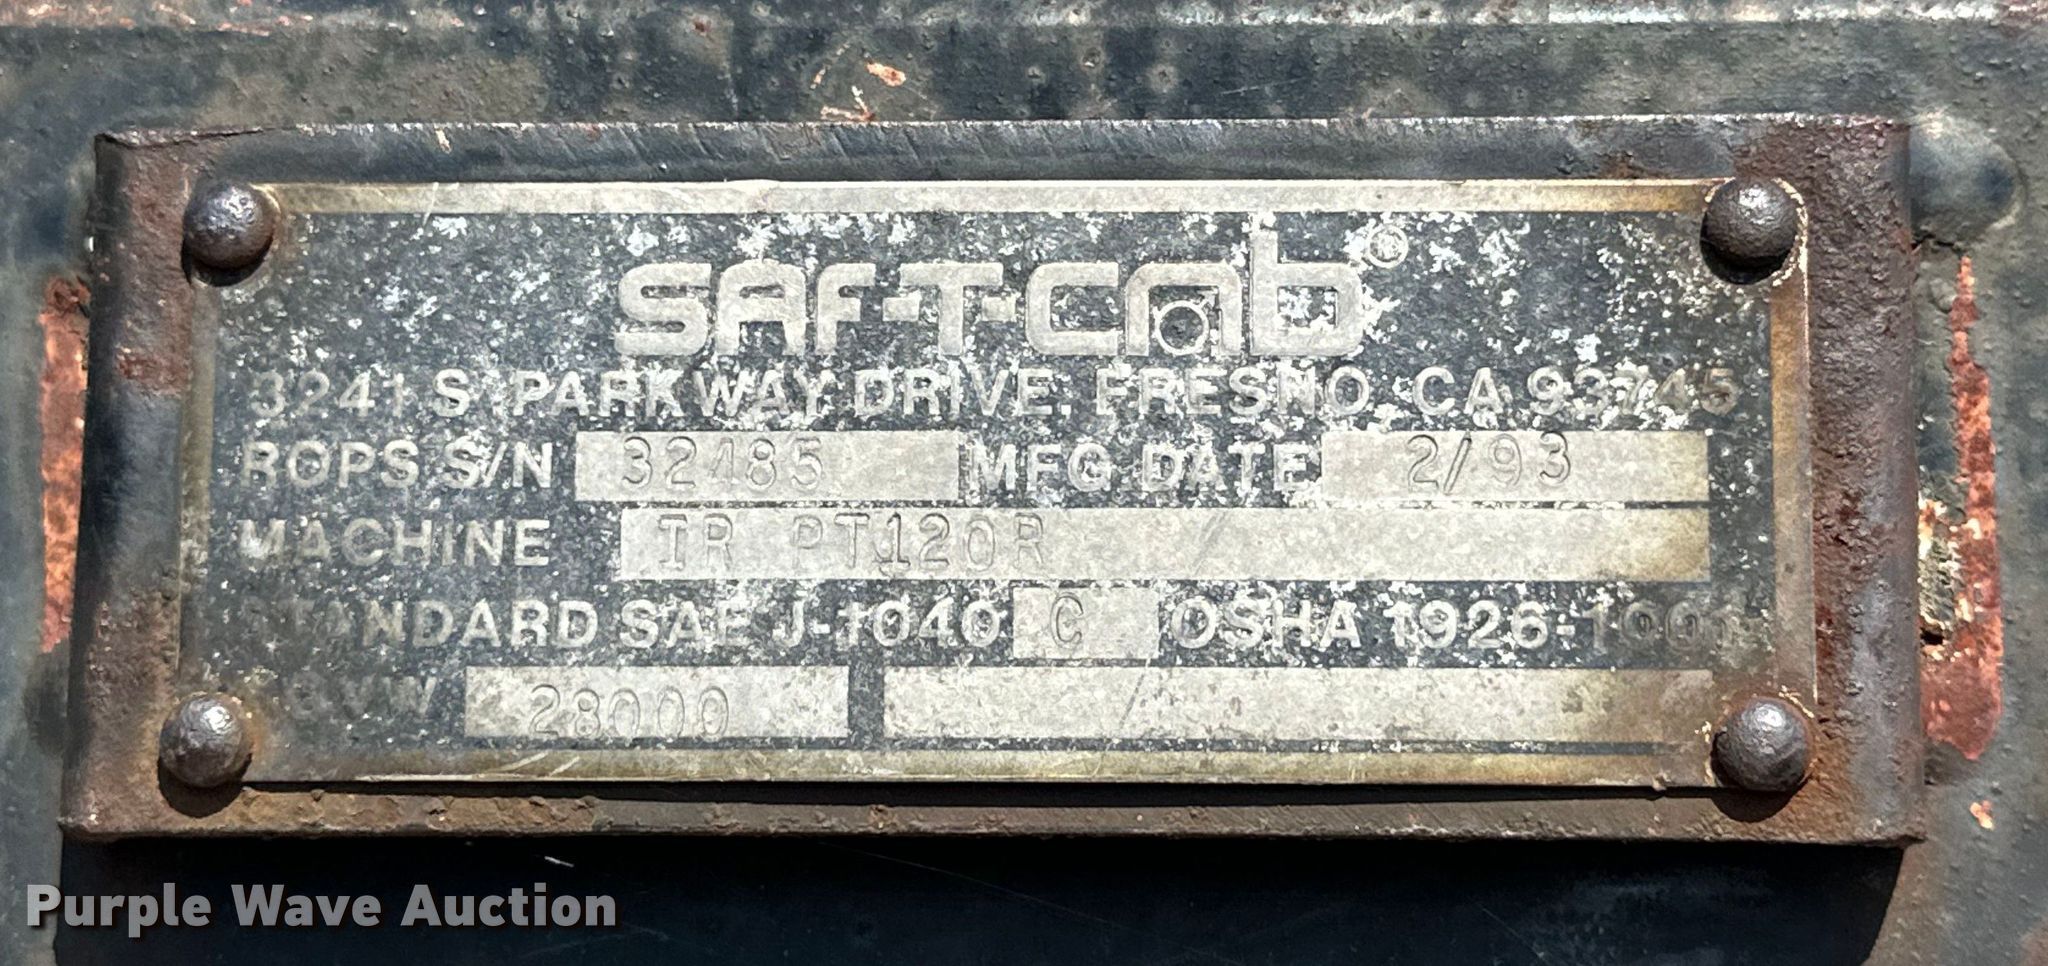 SAF-T-CAB®
3241 S. PARKWAY DRIVE, FRESNO, CA 93745
ROPS S/N 32485 MFG DATE 2/93
MACHINE IR PT120R
STANDARD SAE J-1040 C OSHA 1926-
GVW 28000
Purple Wave Auction